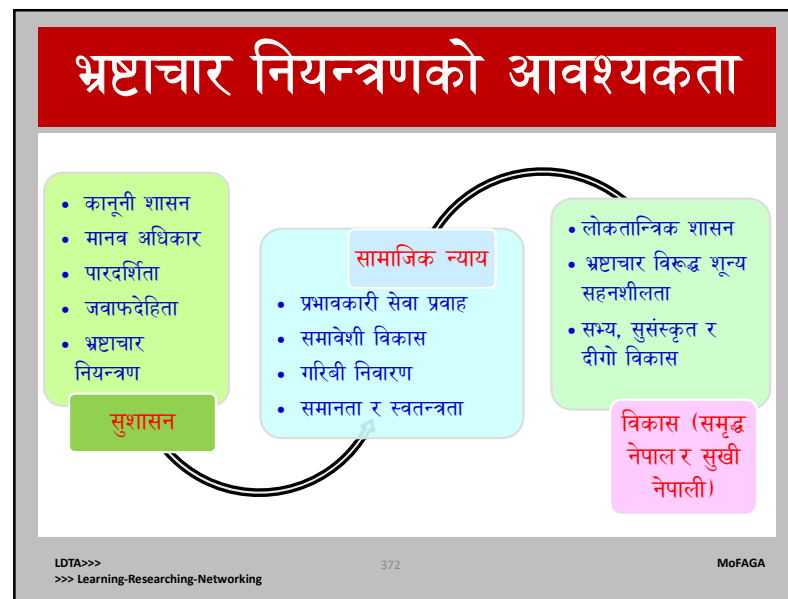 भ्रष्टाचार नियन्त्रणको आवश्यकता
• कानूनी शासन
• मानव अधिकार
• पारदर्शिता
• जवाफदेहिता
• भ्रष्टाचार
नियन्त्रण
सुशासन
सामाजिक न्याय
• प्रभावकारी सेवा प्रवाह
• समावेशी विकास
• गरिबी निवारण
• समानता र स्वतन्त्रता
• लोकतान्त्रिक शासन
• भ्रष्टाचार विरूद्ध शून्य
सहनशीलता
• सभ्य, सुसंस्कृत र
दीगो विकास
विकास (समृद्ध
नेपाल र सुखी
नेपाली)
LDTA>>>
>>> Learning-Researching-Networking
372
MoFAGA